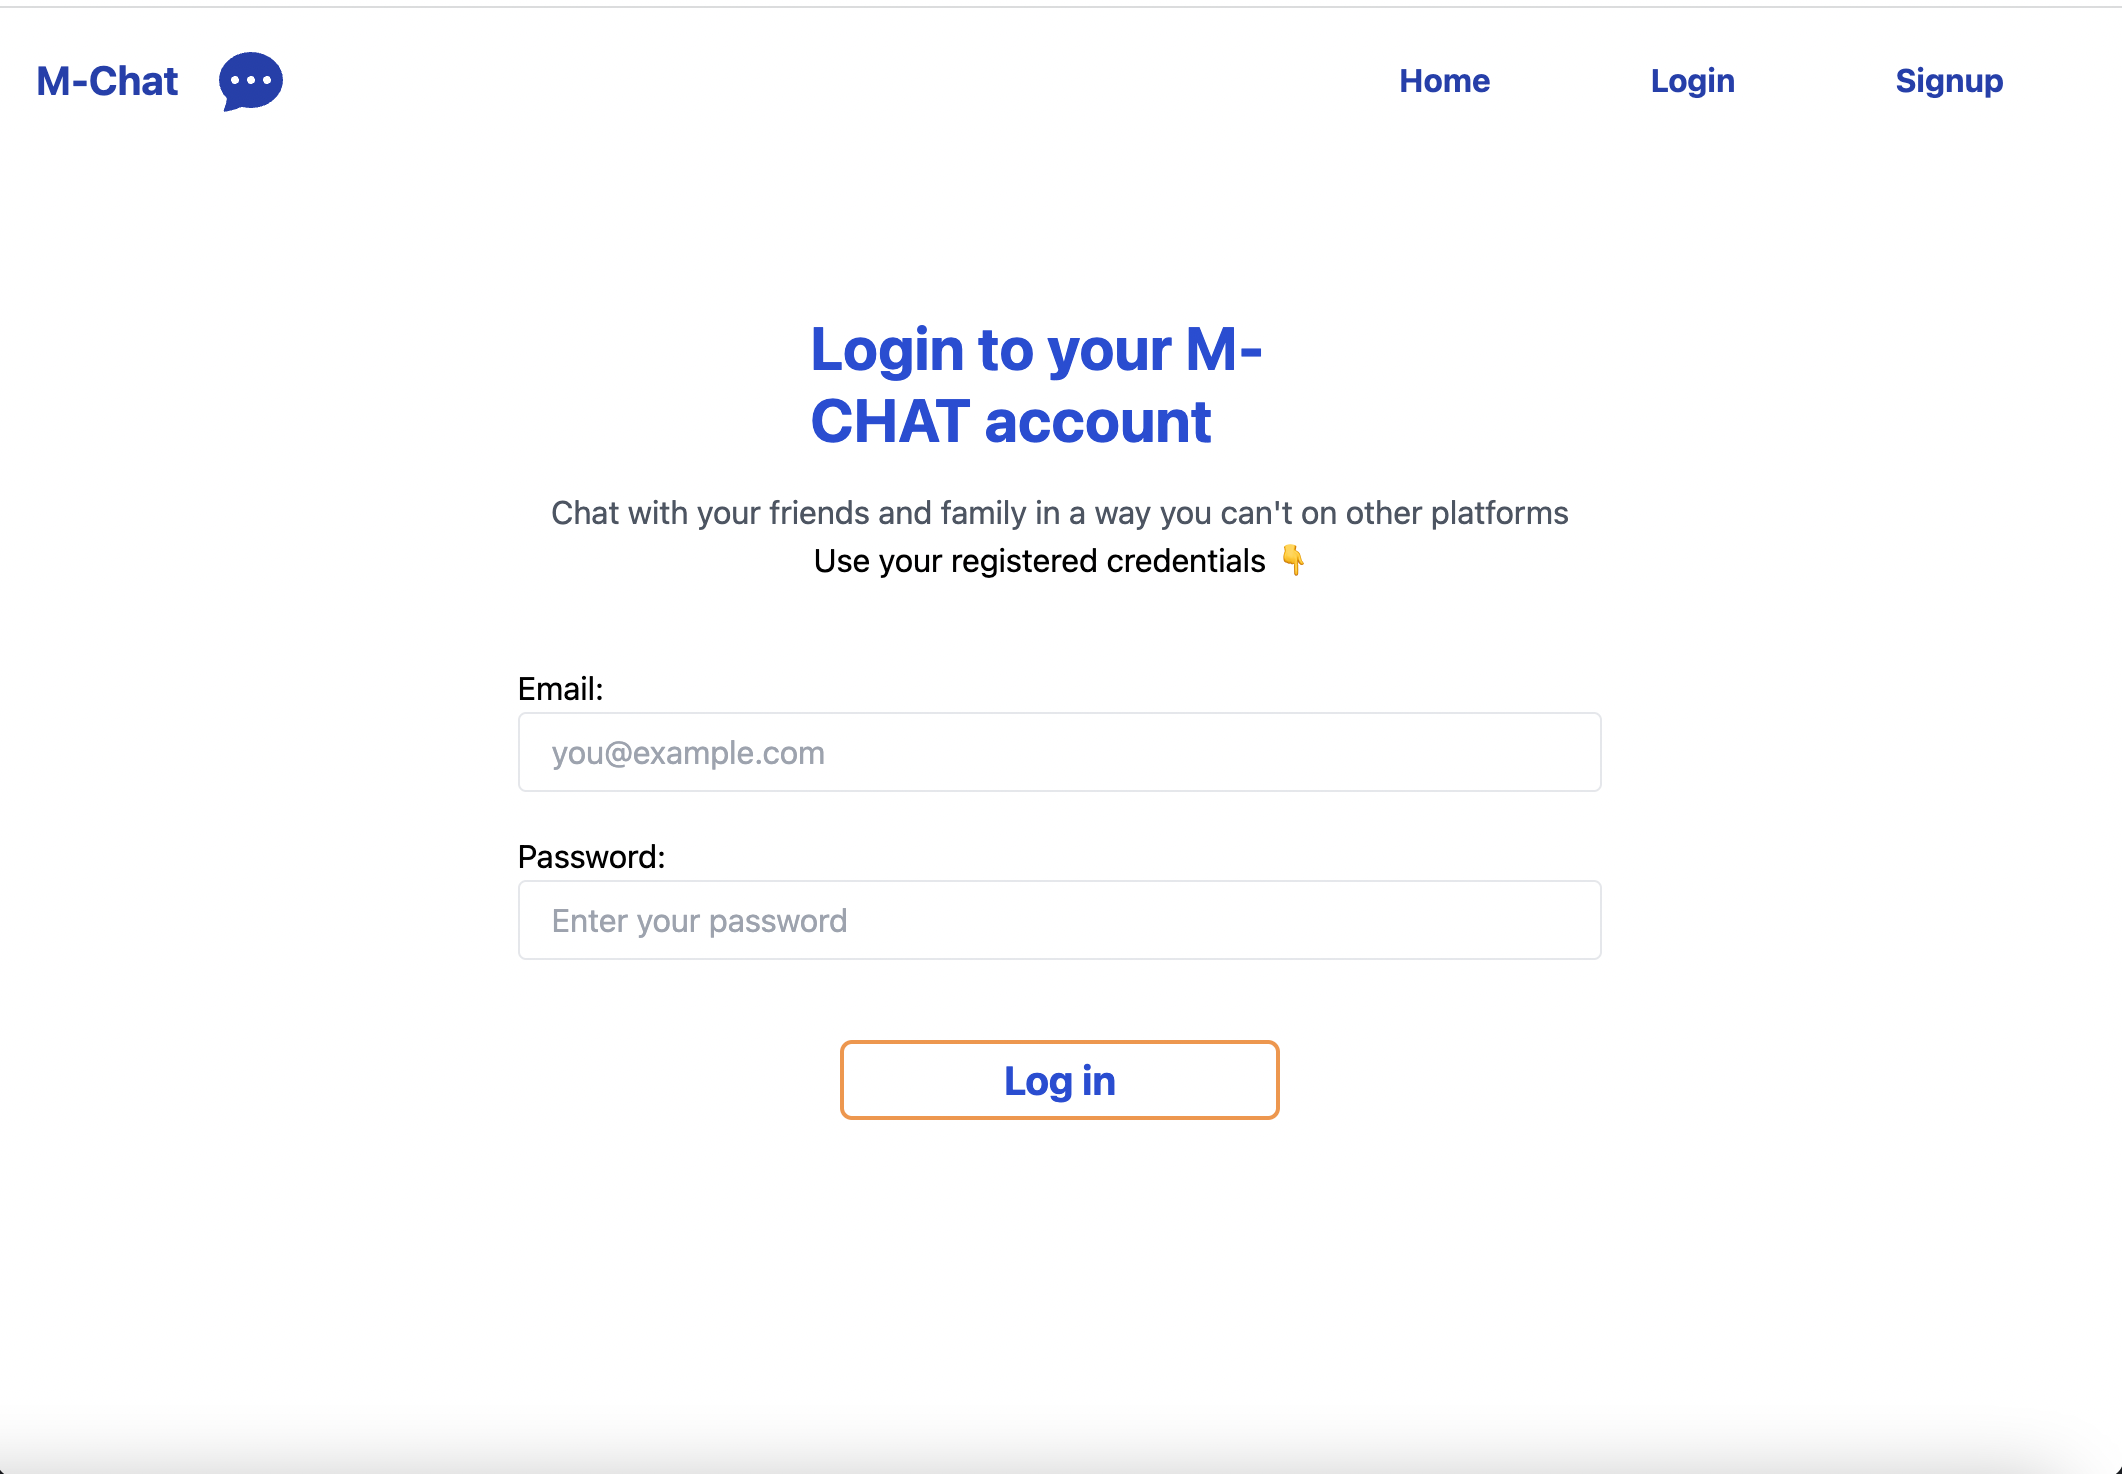 M-Chat
Home
Login
Signup
Login to your M-
CHAT account
Chat with your friends and family in a way you can't on other platforms
Use your registered credentials 👇
Email:
you@example.com
Password:
Enter your password
Log in